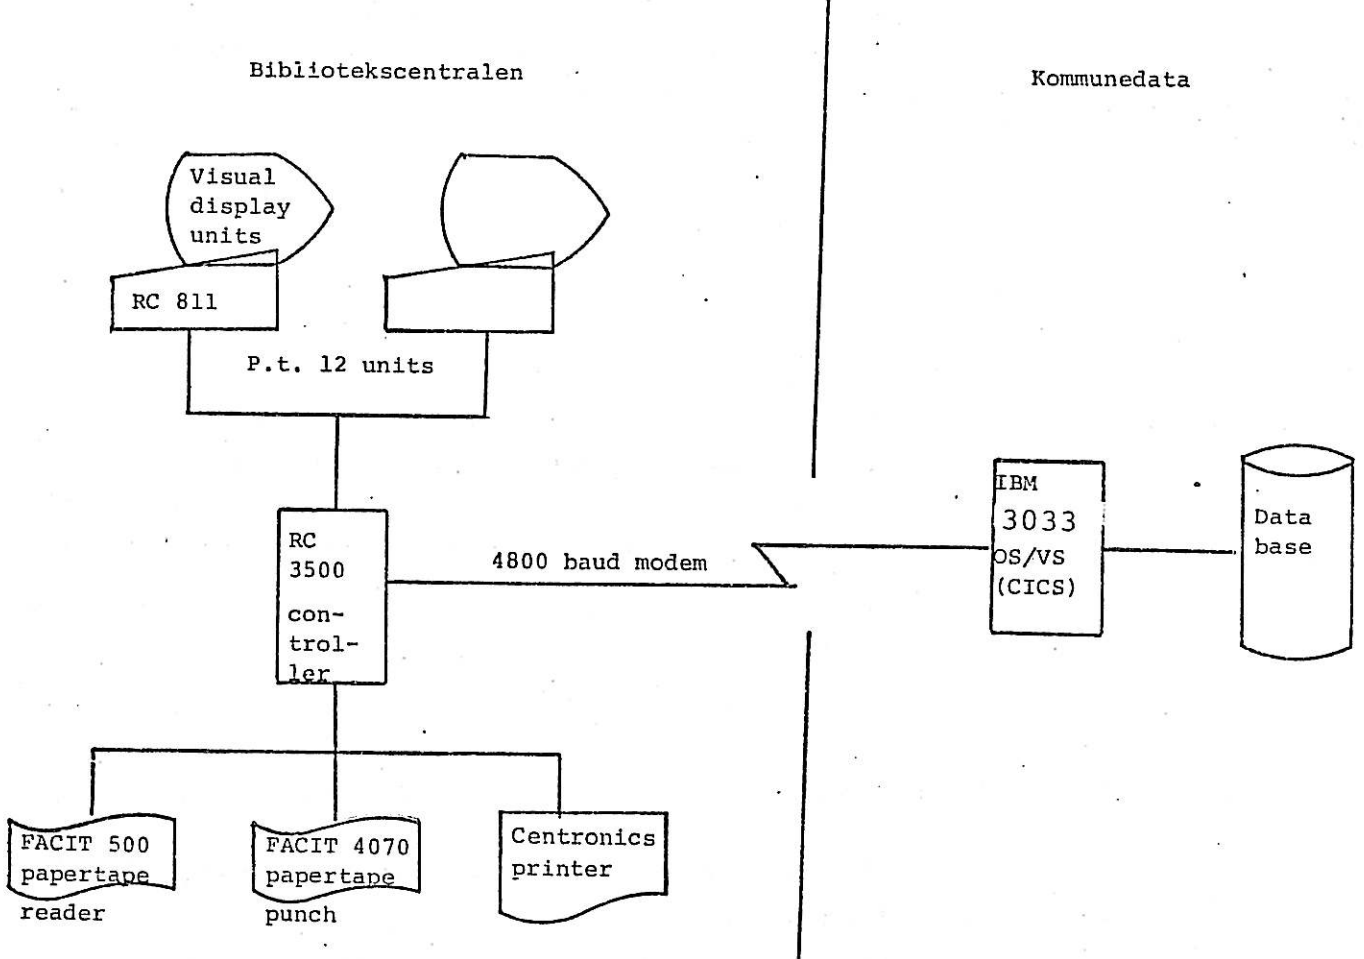 Bibliotekscentralen
Kommunedata
Visual
display
units
RC 811
P.t. 12 units
RC
3500
con-
trol-
ler
4800 baud modem
IBM
3033
OS/VS
(CICS)
Data
base
FACIT 500
papertape
reader
FACIT 4070
papertape
punch
Centronics
printer